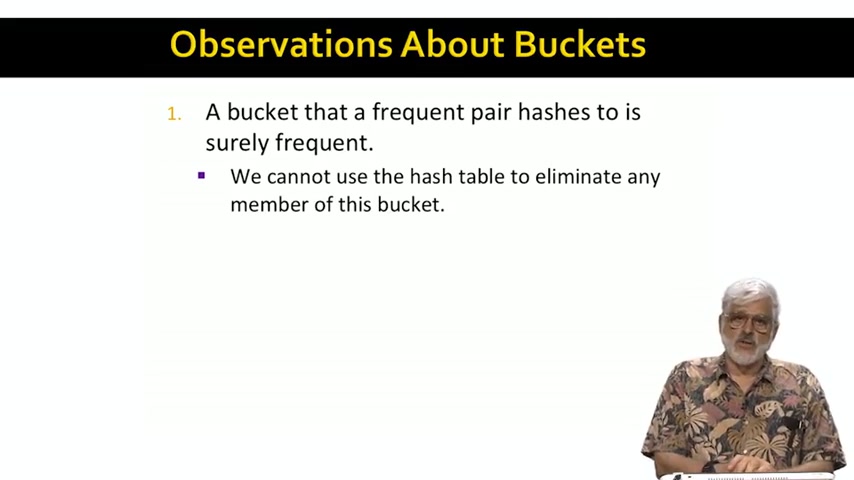 Observations About Buckets
1. A bucket that a frequent pair hashes to is
surely frequent.
We cannot use the hash table to eliminate any
member of this bucket.